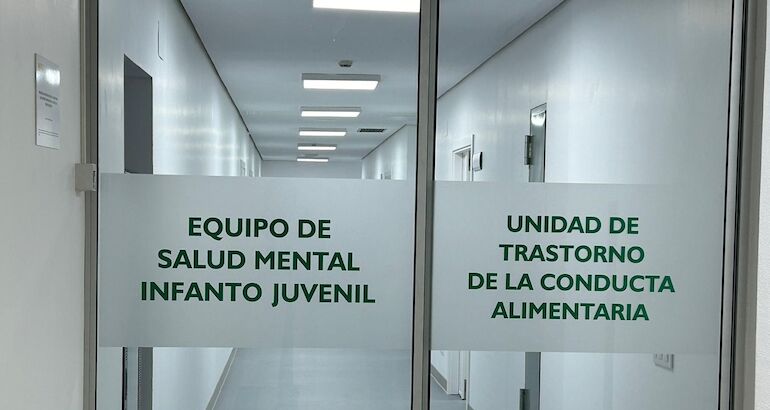 EQUIPO DE
SALUD MENTAL
INFANTO JUVENIL
UNIDAD DE
TRASTORNO
DE LA CONDUCTA
ALIMENTARIA